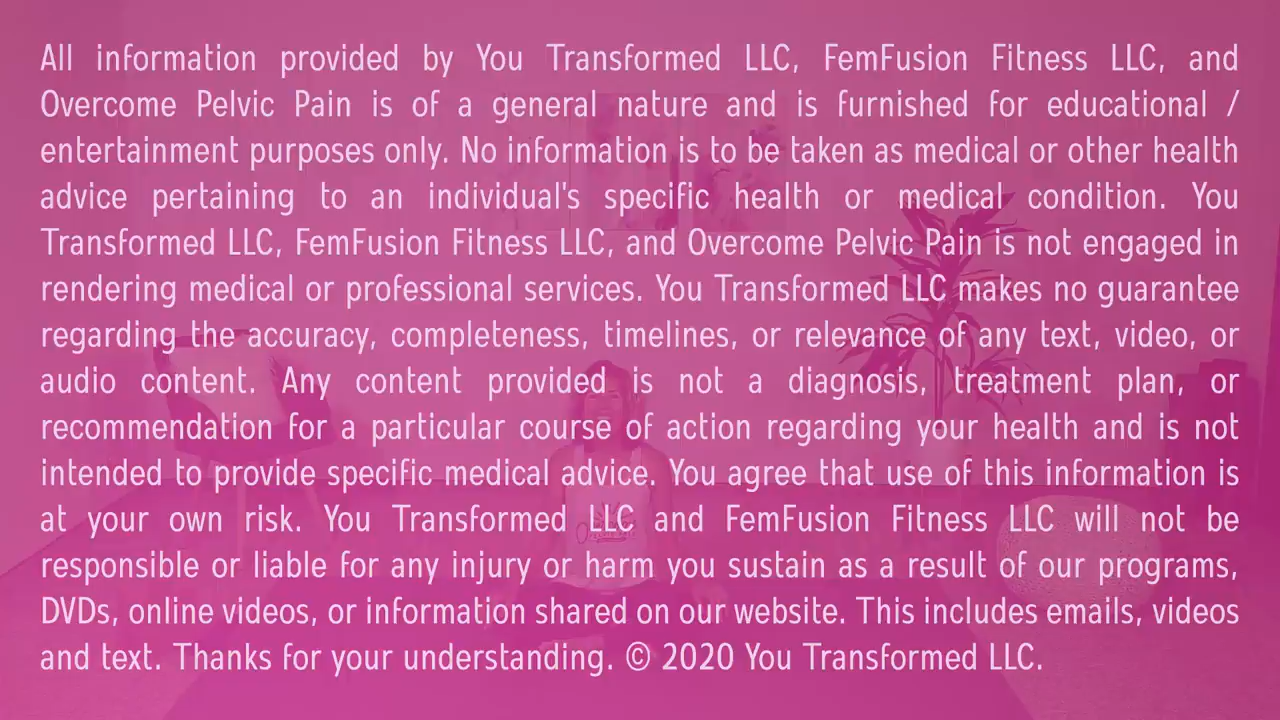 All information provided by You Transformed LLC, FemFusion Fitness LLC, and
Overcome Pelvic Pain is of a general nature and is furnished for educational /
entertainment purposes only. No information is to be taken as medical or other health
advice pertaining to an individual's specific health or medical condition. You
Transformed LLC, FemFusion Fitness LLC, and Overcome Pelvic Pain is not engaged in
rendering medical or professional services. You Transformed LLC makes no guarantee
regarding the accuracy, completeness, timelines, or relevance of any text, video, or
audio content. Any content provided is not a diagnosis, treatment plan, or
recommendation for a particular course of action regarding your health and is not
intended to provide specific medical advice. You agree that use of this information is
at your own risk. You Transformed LLC and FemFusion Fitness LLC will not be
responsible or liable for any injury or harm you sustain as a result of our programs,
DVDs, online videos, or information shared on our website. This includes emails, videos
and text. Thanks for your understanding. © 2020 You Transformed LLC.